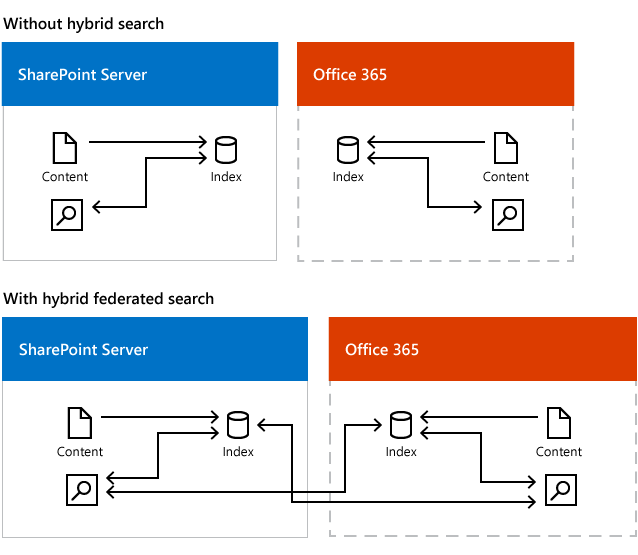 Without hybrid search
SharePoint Server
Office 365
Content
Index
Index
Content
With hybrid federated search
SharePoint Server
Office 365
Content
Index
Index
Content